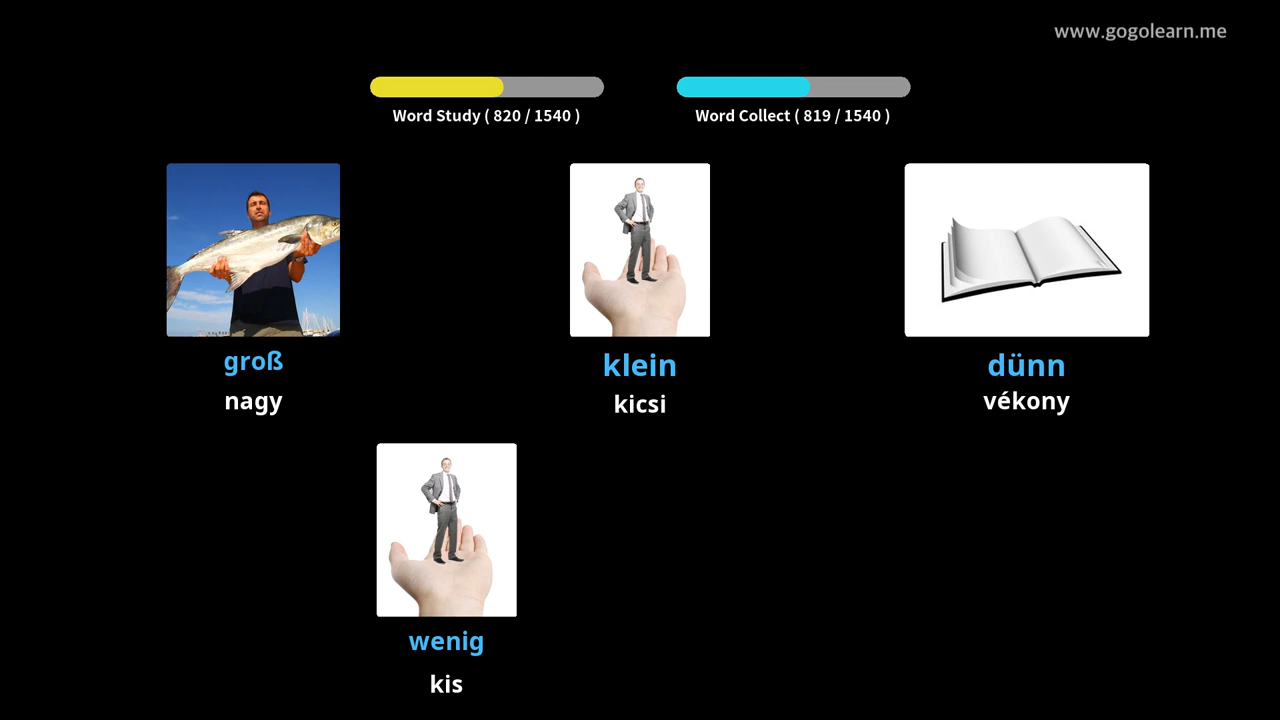 www.gogolearn.me
Word Study ( 820 / 1540 )
Word Collect ( 819 / 1540 )
groß
nagy
klein
kicsi
dünn
vékony
wenig
kis